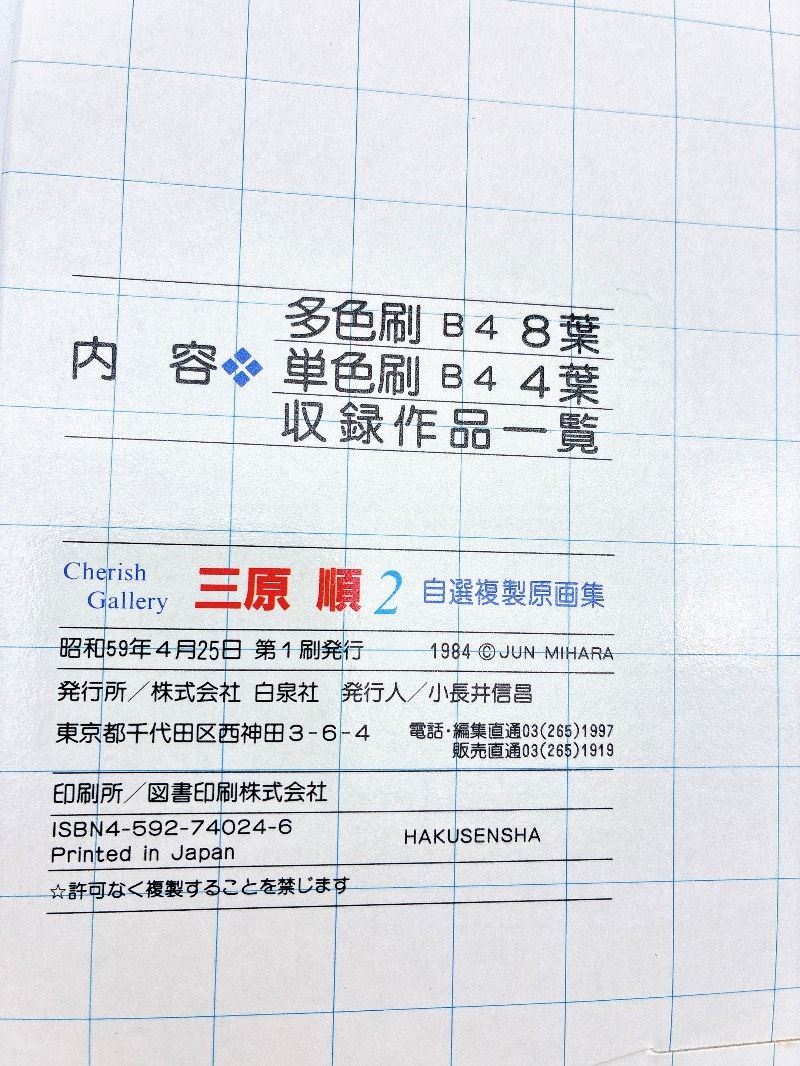 内 容❖多色刷 B4 8葉
単色刷 B4 4葉
収録作品一覧
Cherish
Gallery 三原 順 2 自選複製原画集
昭和59年4月25日 第1刷発行 1984 ©JUN MIHARA
発行所／株式会社 白泉社 発行人／小長井信昌
東京都千代田区西神田3-6-4 電話・編集直通03(265)1997
販売直通03(265)1919
印刷所／図書印刷株式会社
ISBN4-592-74024-6 HAKUSENSHA
Printed in Japan
☆許可なく複製することを禁じます